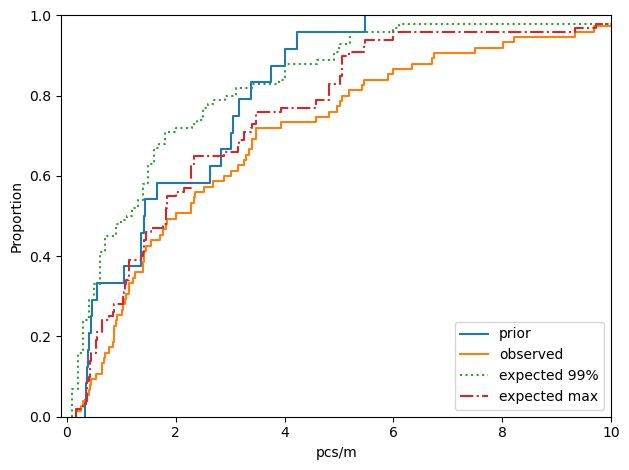 1.0
0.8
0.6
0.4
0.2
0.0
Proportion
0
2
4
6
8
10
pcs/m
prior
observed
expected 99%
expected max